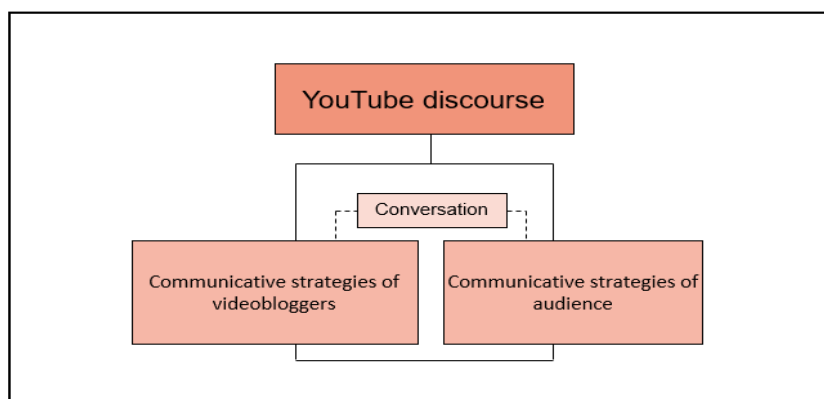 YouTube discourse
Conversation
Communicative strategies of
videobloggers
Communicative strategies of
audience